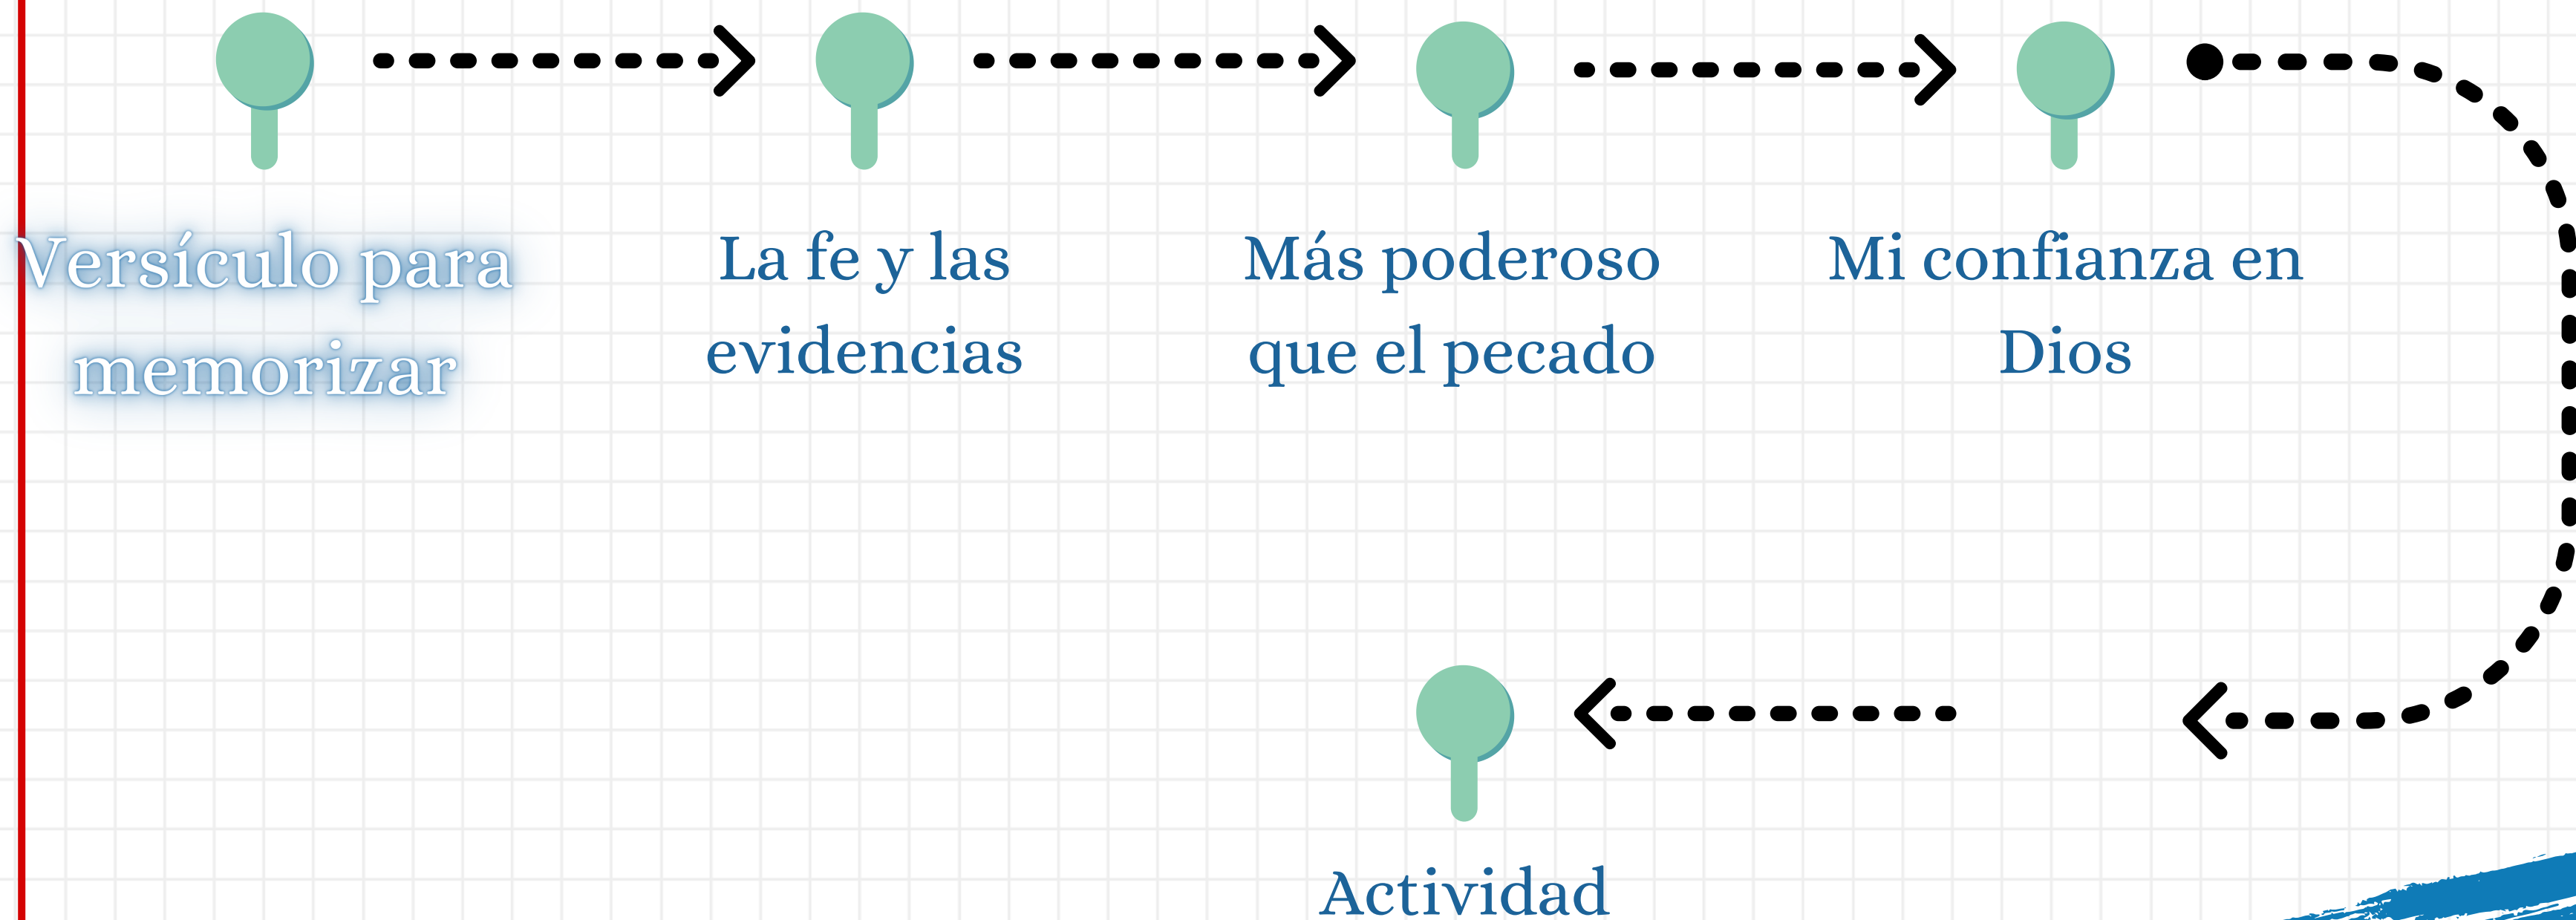 Versículo para
memorizar
La fe y las
evidencias
Más poderoso
que el pecado
Mi confianza en
Dios
Actividad